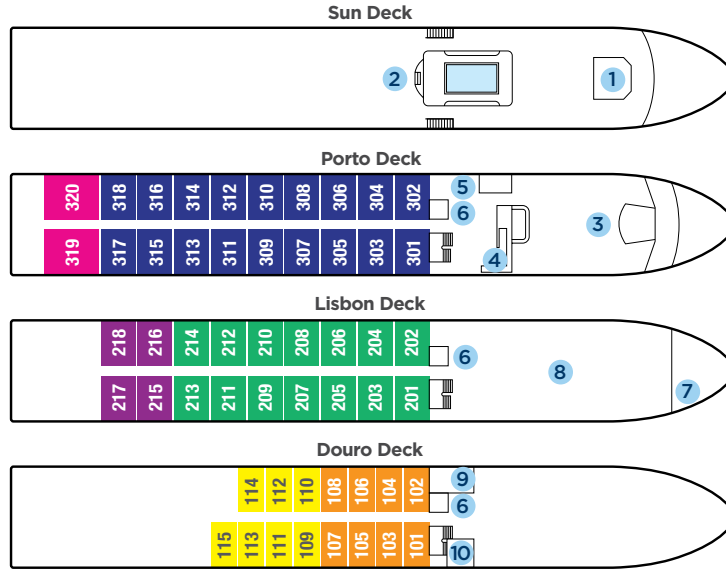 Sun Deck
2
1
Porto Deck
320 318 316 314 312 310 308 306 304 302
5
6
3
319 317 315 313 311 309 307 305 303 301
4
Lisbon Deck
218 216 214 212 210 208 206 204 202
6
8
7
217 215 213 211 209 207 205 203 201
Douro Deck
114 112 110 108 106 104 102
9
6
115 113 111 109 107 105 103 101
10